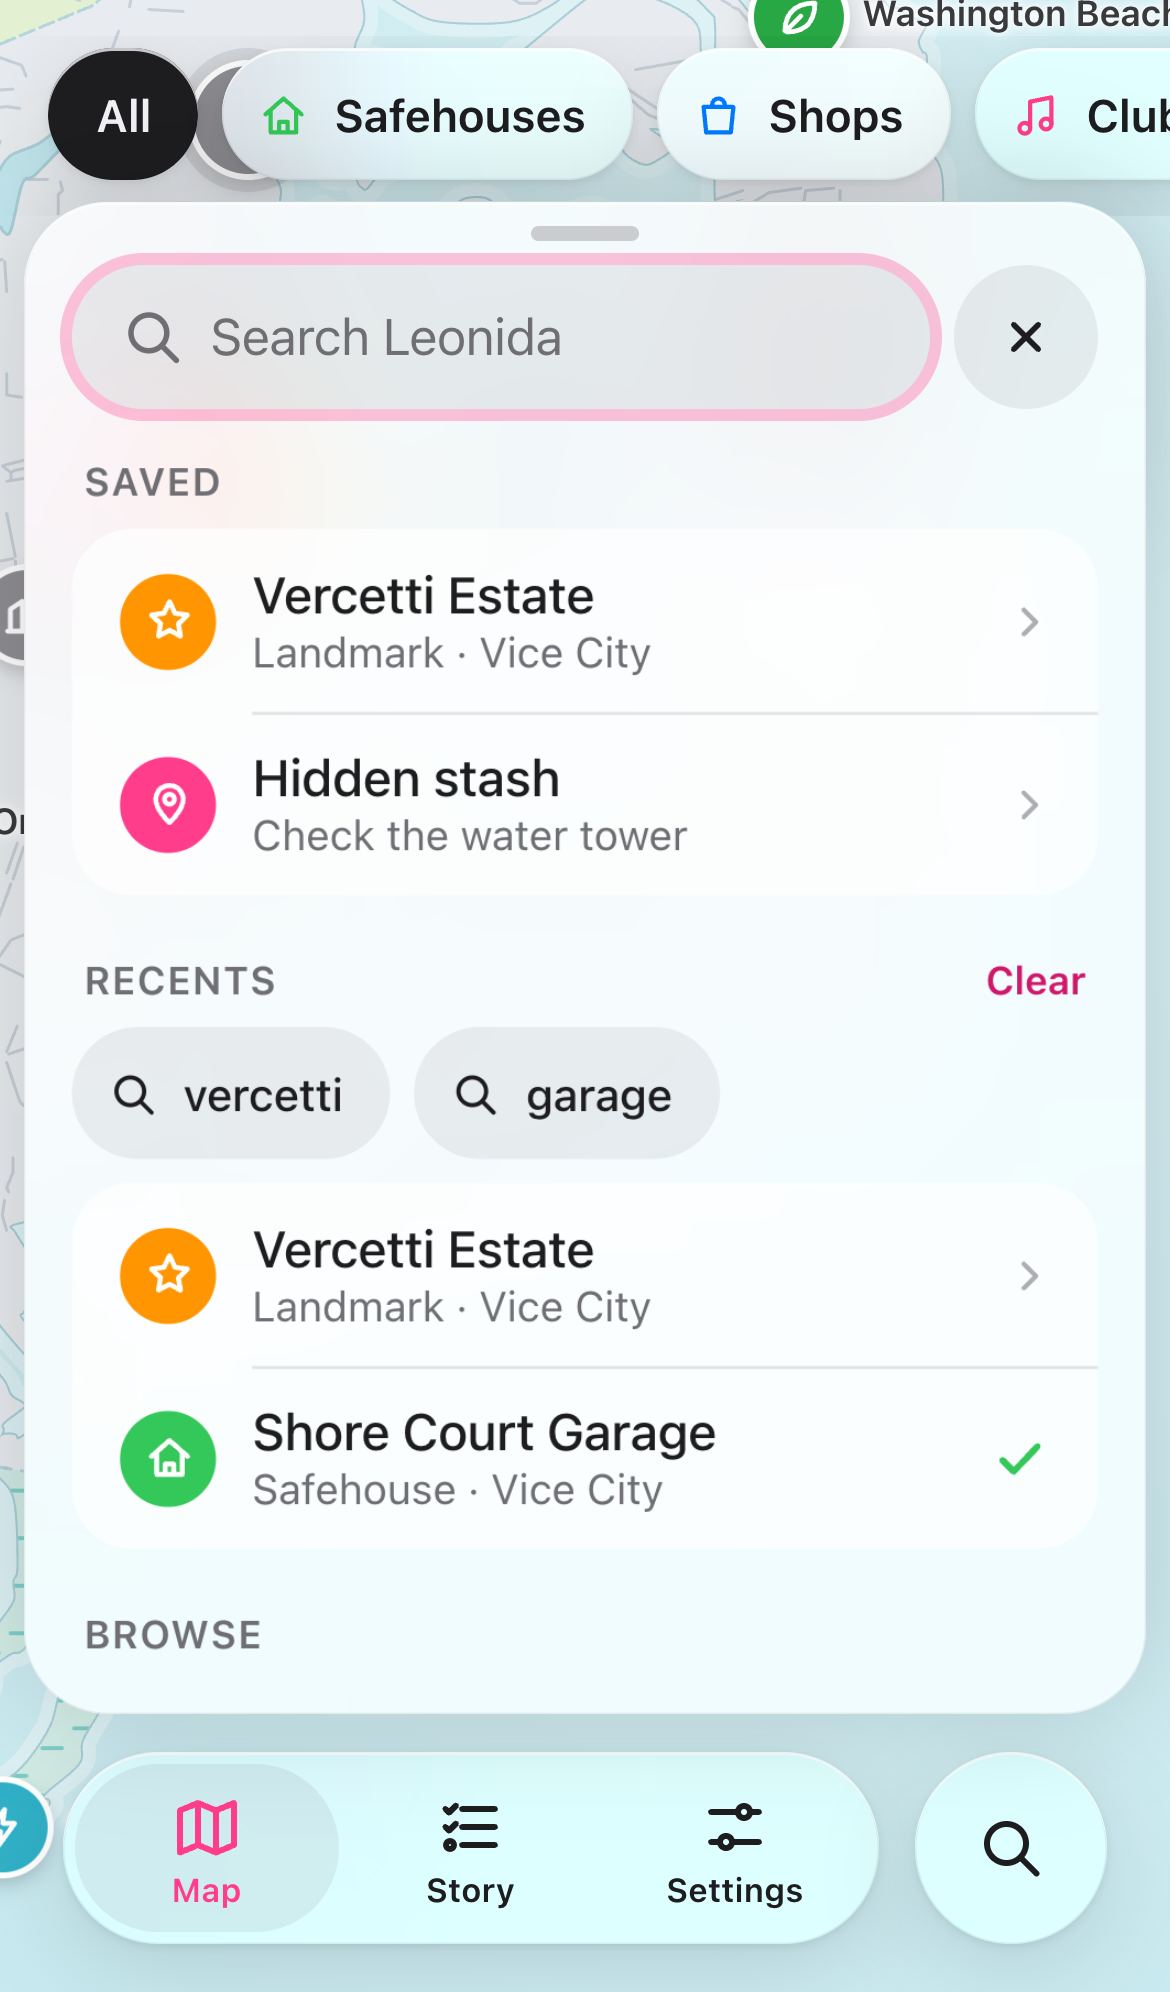 Washington Beach
All
Safehouses
Shops
Club
Search Leonida
SAVED
Vercetti Estate
Landmark · Vice City
Hidden stash
Check the water tower
RECENTS
Clear
vercetti
garage
Vercetti Estate
Landmark · Vice City
Shore Court Garage
Safehouse · Vice City
BROWSE
Map
Story
Settings